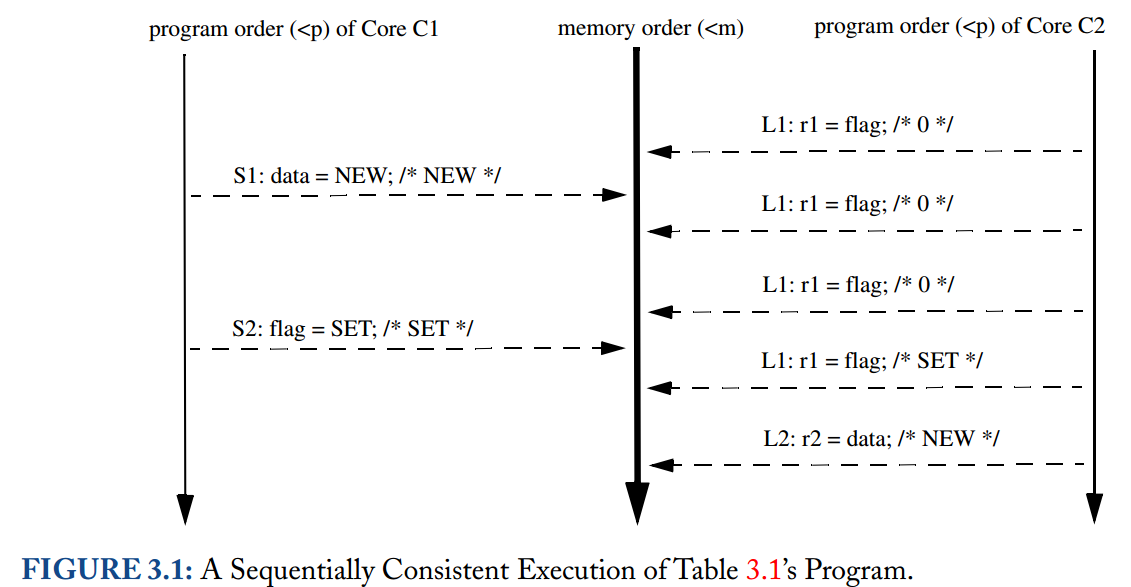 program order (<p) of Core C1
memory order (<m)
program order (<p) of Core C2
L1: r1 = flag; /* 0 */
S1: data = NEW; /* NEW */
L1: r1 = flag; /* 0 */
L1: r1 = flag; /* 0 */
S2: flag = SET; /* SET */
L1: r1 = flag; /* SET */
L2: r2 = data; /* NEW */
FIGURE 3.1: A Sequentially Consistent Execution of Table 3.1’s Program.